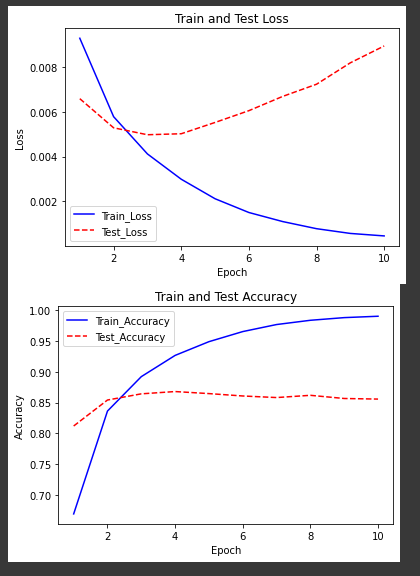 Train and Test Loss
0.008
0.006
0.004
0.002
Loss
Train_Loss
Test_Loss
2 4 6 8 10
Epoch
Train and Test Accuracy
1.00
0.95
0.90
0.85
0.80
0.75
0.70
Accuracy
Train_Accuracy
Test_Accuracy
2 4 6 8 10
Epoch